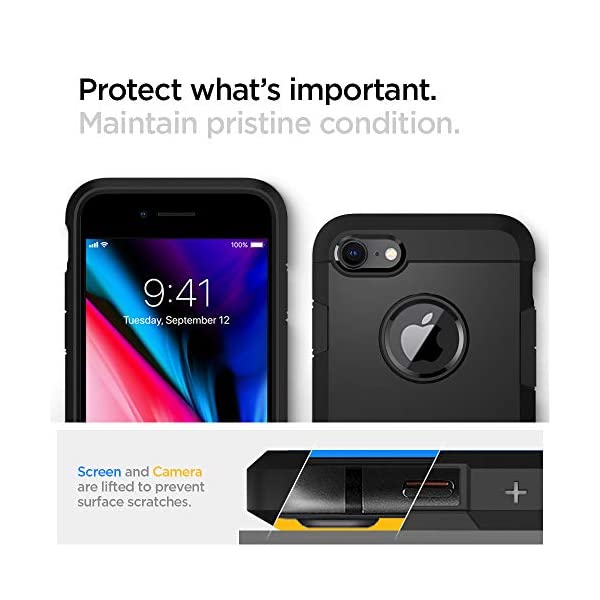 Protect what's important.
Maintain pristine condition.
100%
9:41
Tuesday, September 12
Screen and Camera
are lifted to prevent
surface scratches.
+